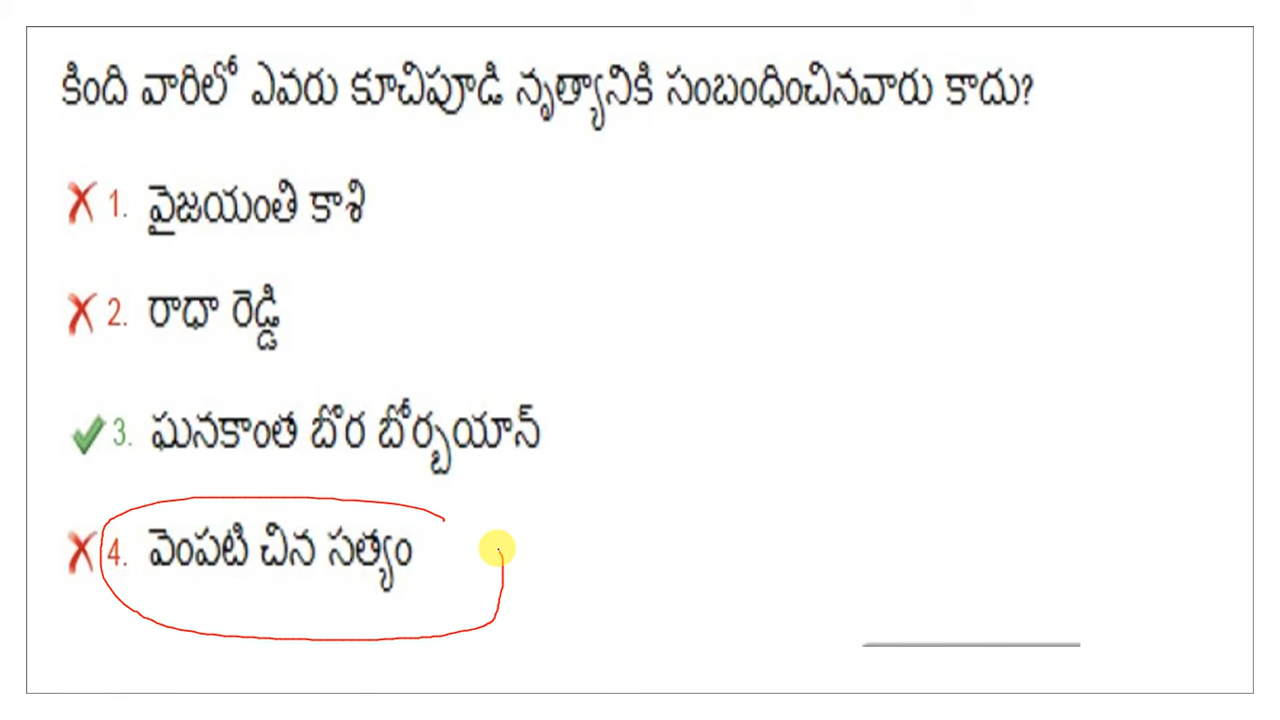 కింది వారిలో ఎవరు కూచిపూడి నృత్యానికి సంబంధించినవారు కాదు?
1. వైజయంతి కాశి
2. రాధా రెడ్డి
3. ఘనకాంత బొర బోర్బయాన్
4. వెంపటి చిన సత్యం